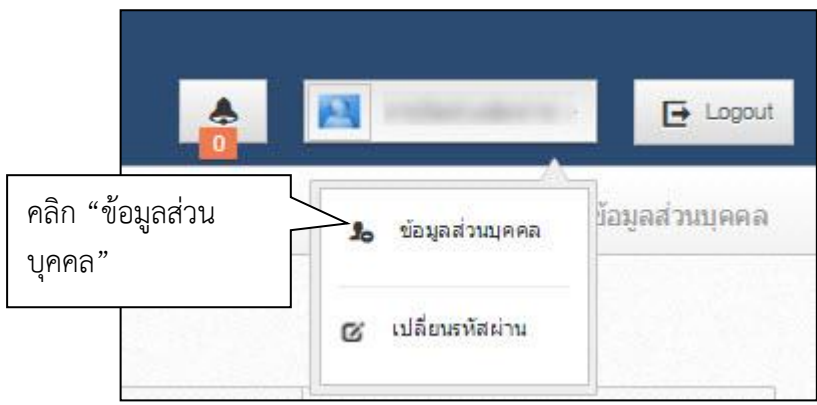 0
Logout
คลิก “ข้อมูลส่วน
บุคคล”
ข้อมูลส่วนบุคคล
ข้อมูลส่วนบุคคล
เปลี่ยนรหัสผ่าน